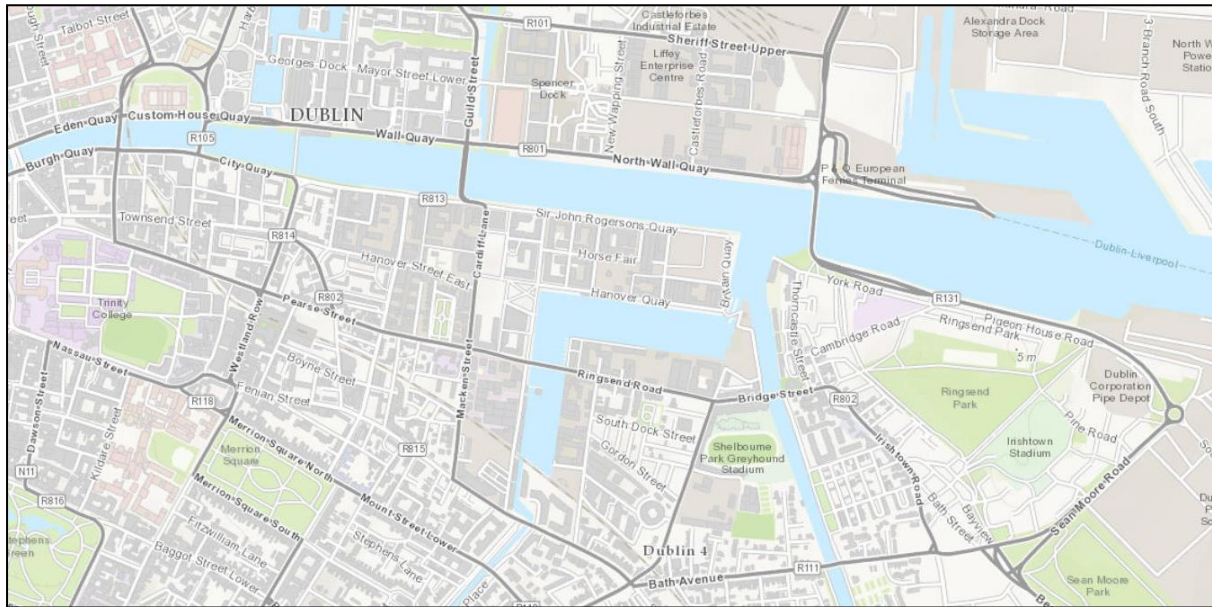 Talbot Street
R101
Castleforbes
Industrial Estate
Sheriff Street Upper
Alexandra Dock
Storage Area
3 Branch Road South
Georges Dock
Mayor Street Lower
Guild Street
Spencer
Dock
New Wapping Street
Liffey
Enterprise
Centre
Castleforbes Road
DUBLIN
Eden Quay
Custom House Quay
R105
Wall Quay
R801
North Wall Quay
P & O European
Ferries Terminal
Burgh Quay
City Quay
R813
Sir John Rogersons Quay
Dublin-Liverpool
Townsend Street
R814
Hanover Street East
Cardiff Lane
Horse Fair
Hanover Quay
Britain Quay
Thorncastle Street
York Road
R131
Pigeon House Road
Trinity
College
R802
Pearse Street
Westland Row
Cambridge Road
Ringsend Park
5 m
Nassau Street
Boyne Street
Fenian Street
Macken Street
Ringsend Road
Bridge Street
R802
Ringsend
Park
Dublin
Corporation
Pipe Depot
R118
Dawson Street
Kildare Street
Merrion
Square
Merrion Square North
R815
South Dock Street
Gordon Street
Shelbourne
Park Greyhound
Stadium
Irishtown Road
Irishtown
Stadium
Pine Road
N11
R816
Merrion Square South
Mount Street Lower
Fitzwilliam Lane
Stephens Lane
Baggot Street Lower
Place
Dublin 4
Bath Avenue
R111
Bath Street
Bayview
Sean Moore Road
Sean Moore
Park